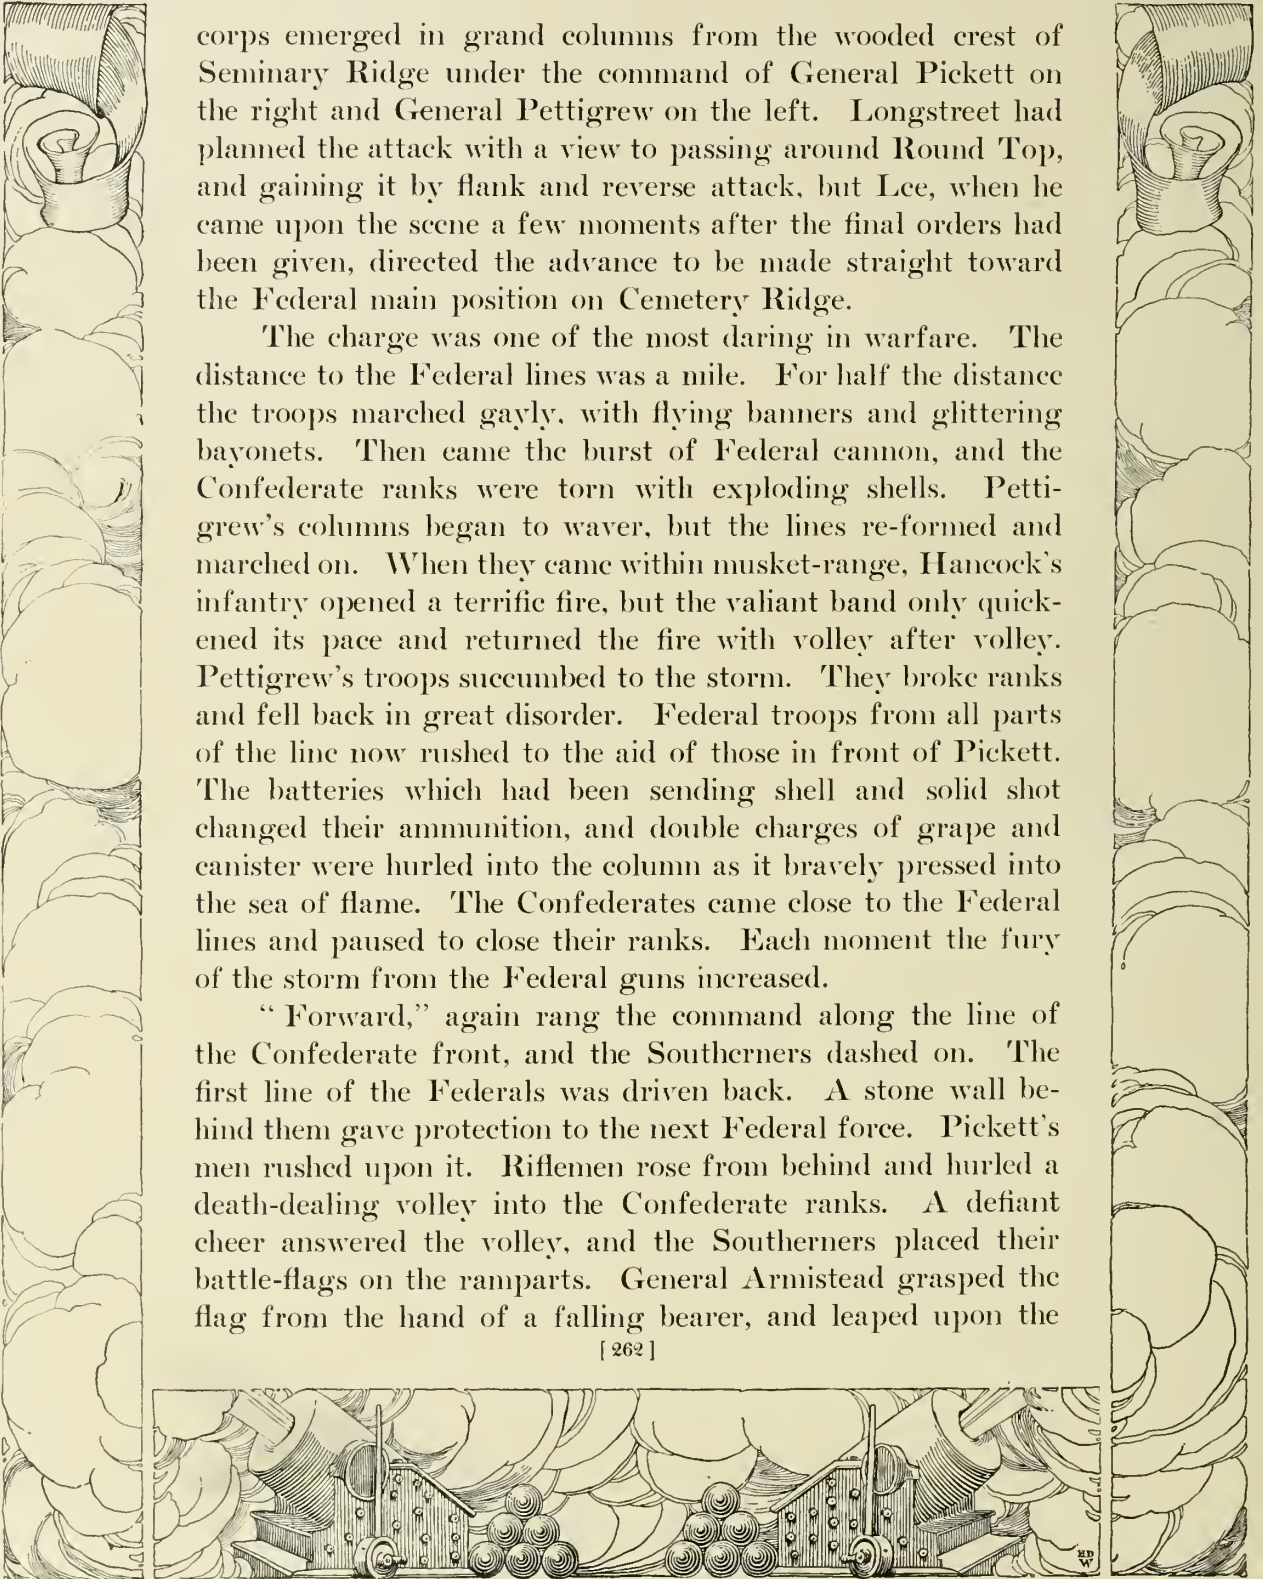 corps emerged in grand columns from the wooded crest of
Seminary Ridge under the command of General Pickett on
the right and General Pettigrew on the left. Longstreet had
planned the attack with a view to passing around Round Top,
and gaining it by flank and reverse attack, but Lee, when he
came upon the scene a few moments after the final orders had
been given, directed the advance to be made straight toward
the Federal main position on Cemetery Ridge.
The charge was one of the most daring in warfare. The
distance to the Federal lines was a mile. For half the distance
the troops marched gayly, with flying banners and glittering
bayonets. Then came the burst of Federal cannon, and the
Confederate ranks were torn with exploding shells. Petti-
grew's columns began to waver, but the lines re-formed and
marched on. When they came within musket-range, Hancock's
infantry opened a terrific fire, but the valiant band only quick-
ened its pace and returned the fire with volley after volley.
Pettigrew's troops succumbed to the storm. They broke ranks
and fell back in great disorder. Federal troops from all parts
of the line now rushed to the aid of those in front of Pickett.
The batteries which had been sending shell and solid shot
changed their ammunition, and double charges of grape and
canister were hurled into the column as it bravely pressed into
the sea of flame. The Confederates came close to the Federal
lines and paused to close their ranks. Each moment the fury
of the storm from the Federal guns increased.
" Forward," again rang the command along the line of
the Confederate front, and the Southerners dashed on. The
first line of the Federals was driven back. A stone wall be-
hind them gave protection to the next Federal force. Pickett's
men rushed upon it. Riflemen rose from behind and hurled a
death-dealing volley into the Confederate ranks. A defiant
cheer answered the volley, and the Southerners placed their
battle-flags on the ramparts. General Armistead grasped the
flag from the hand of a falling bearer, and leaped upon the
[ 262 ]
HD
W